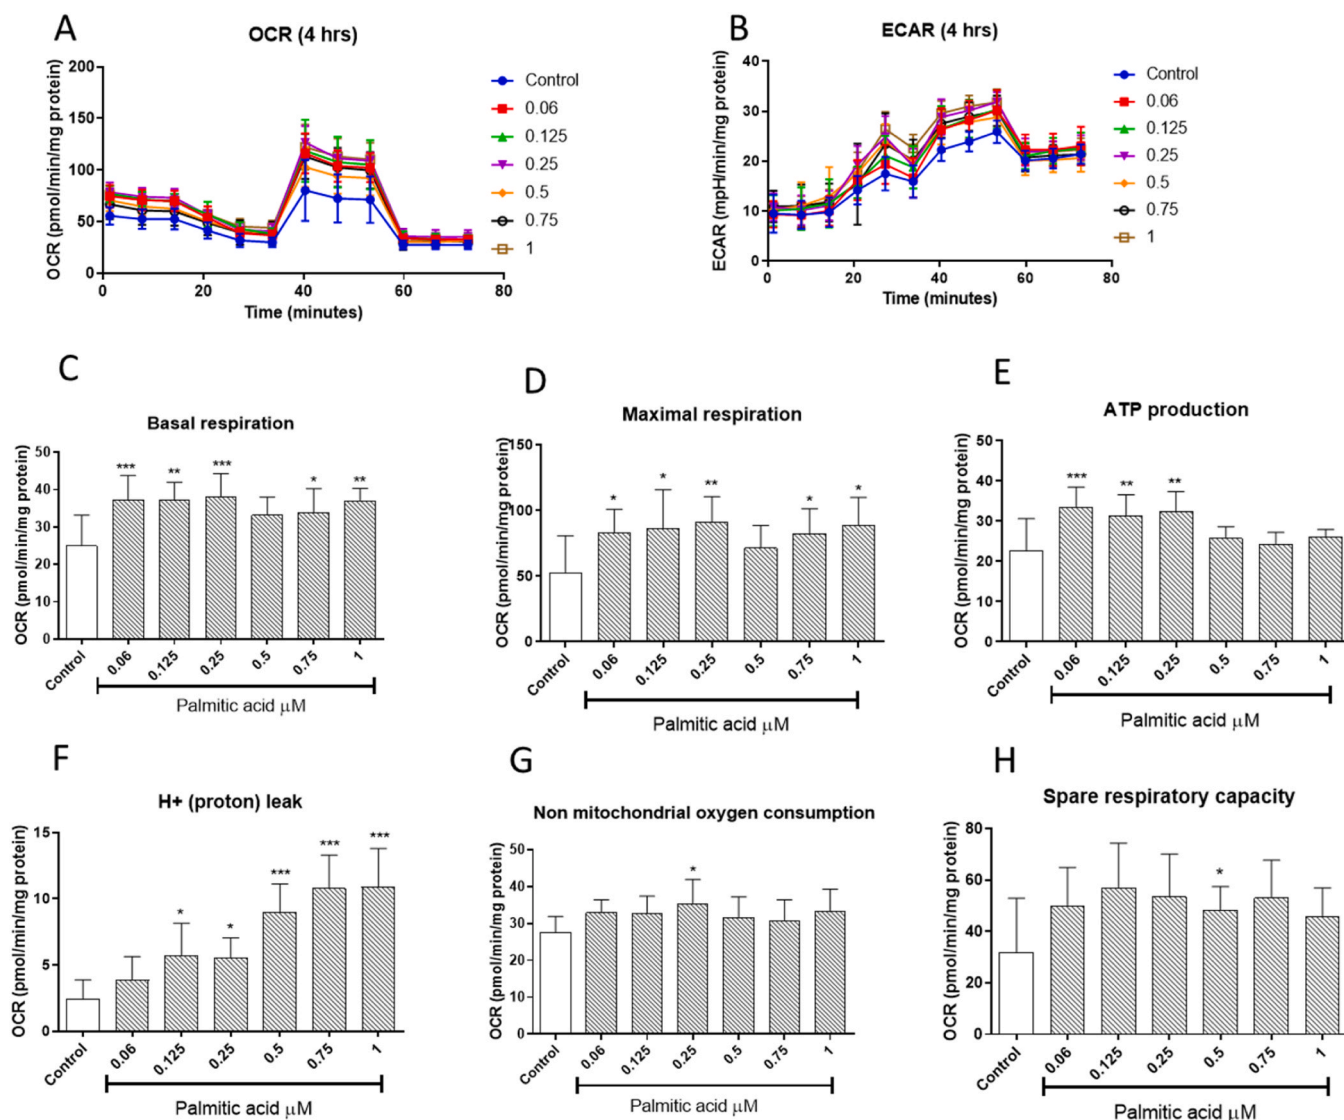 A
OCR (4 hrs)
OCR (pmol/min/mg protein)
200
150
100
50
0
0 20 40 60 80
Time (minutes)
Control
0.06
0.125
0.25
0.5
0.75
1
B
ECAR (4 hrs)
ECAR (mpH/min/mg protein)
40
30
20
10
0
0 20 40 60 80
Time (minutes)
Control
0.06
0.125
0.25
0.5
0.75
1
C
Basal respiration
OCR (pmol/min/mg protein)
50
40
30
20
10
0
*** ** *** * **
Control 0.06 0.125 0.25 0.5 0.75 1
Palmitic acid μM
D
Maximal respiration
OCR (pmol/min/mg protein)
150
100
50
0
* * ** * *
Control 0.06 0.125 0.25 0.5 0.75 1
Palmitic acid μM
E
ATP production
OCR (pmol/min/mg protein)
50
40
30
20
10
0
*** ** **
Control 0.06 0.125 0.25 0.5 0.75 1
Palmitic acid μM
F
H+ (proton) leak
OCR (pmol/min/mg protein)
15
10
5
0
* * *** *** ***
Control 0.06 0.125 0.25 0.5 0.75 1
Palmitic acid μM
G
Non mitochondrial oxygen consumption
OCR (pmol/min/mg protein)
50
40
30
20
10
0
*
Control 0.06 0.125 0.25 0.5 0.75 1
Palmitic acid μM
H
Spare respiratory capacity
OCR (pmol/min/mg protein)
80
60
40
20
0
*
Control 0.06 0.125 0.25 0.5 0.75 1
Palmitic acid μM